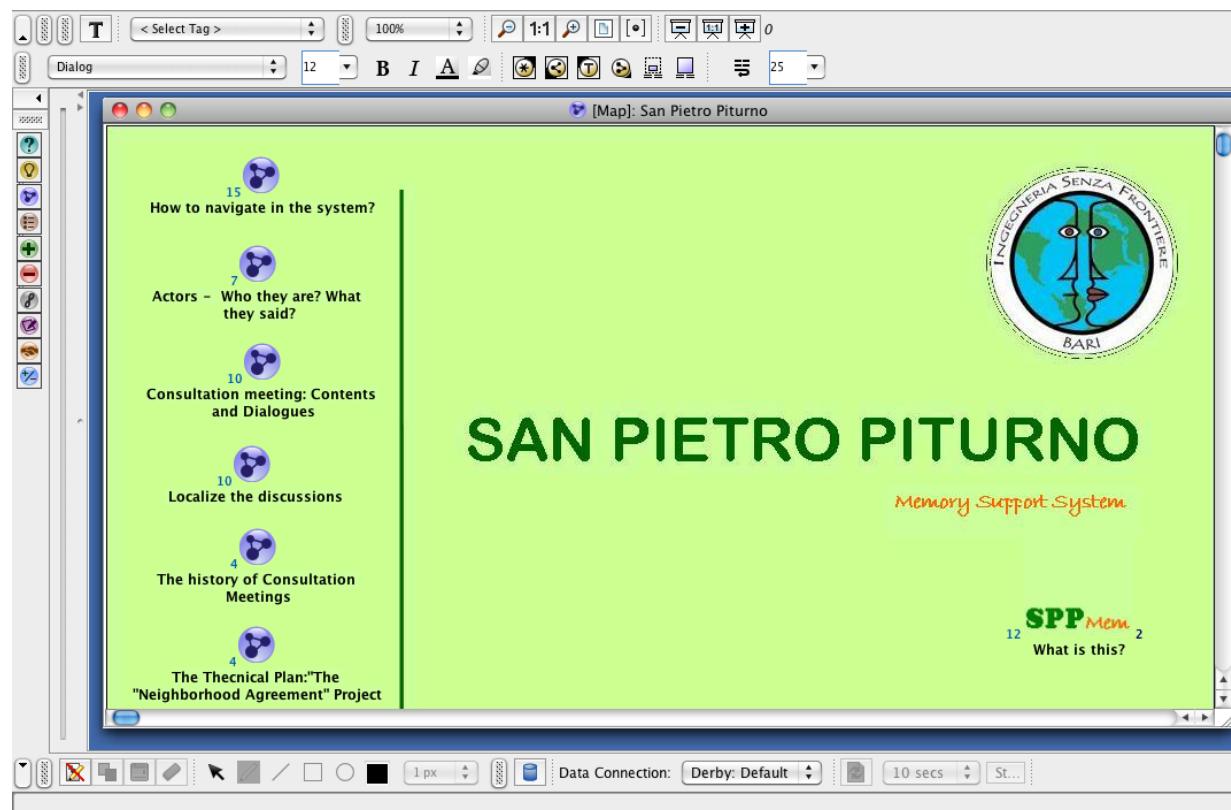 T
< Select Tag >
100%
1:1
1:1
0
Dialog
12
B
I
A
T
25
[Map]: San Pietro Piturno
15
How to navigate in the system?
7
Actors - Who they are? What
they said?
10
Consultation meeting: Contents
and Dialogues
10
Localize the discussions
4
The history of Consultation
Meetings
4
The Thecnical Plan:"The
"Neighborhood Agreement" Project
INGEGNERIA SENZA FRONTIERE
N
BARI
SAN PIETRO PITURNO
Memory Support System
SPP Mem
12
2
What is this?
1 px
Data Connection:
Derby: Default
10 secs
St...